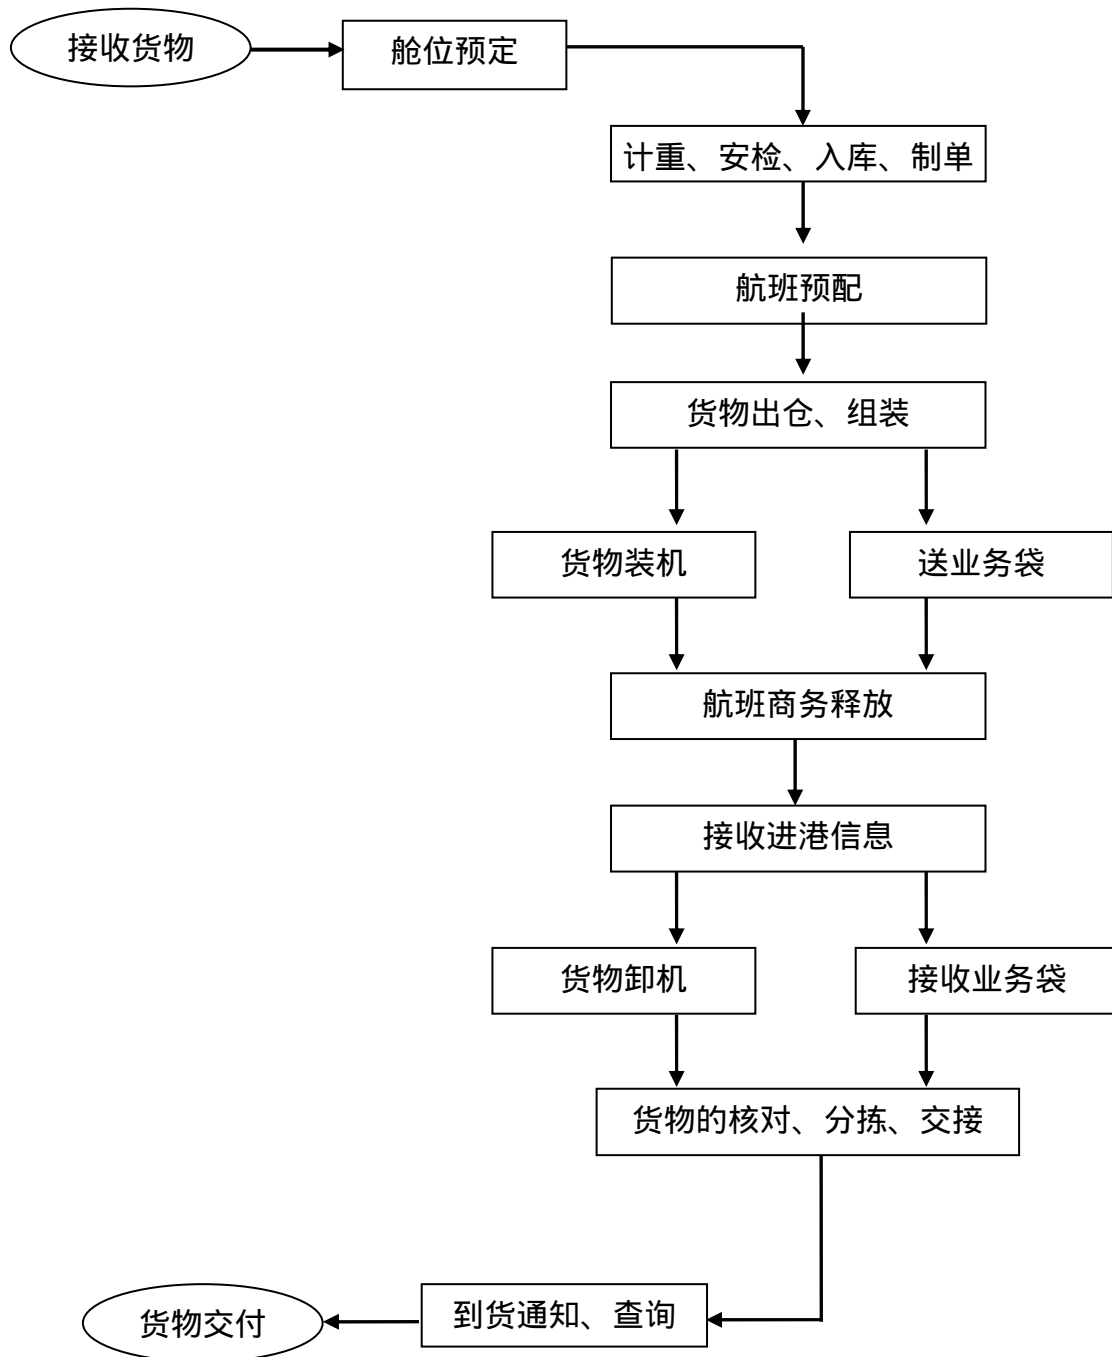 接收货物
舱位预定
计重、安检、入库、制单
航班预配
货物出仓、组装
货物装机
送业务袋
航班商务释放
接收进港信息
货物卸机
接收业务袋
货物的核对、分拣、交接
到货通知、查询
货物交付